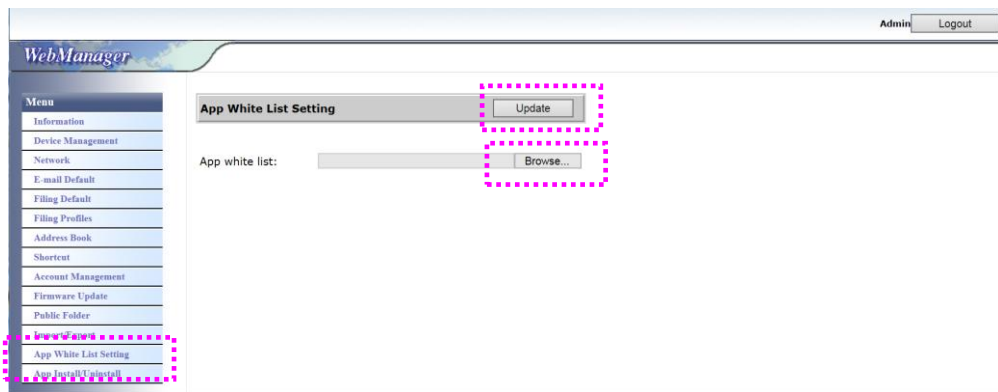 Admin Logout
WebManager
Menu
Information
Device Management
Network
E-mail Default
Filing Default
Filing Profiles
Address Book
Shortcut
Account Management
Firmware Update
Public Folder
Import/Export
App White List Setting
App Install/Uninstall
App White List Setting Update
App white list: Browse...